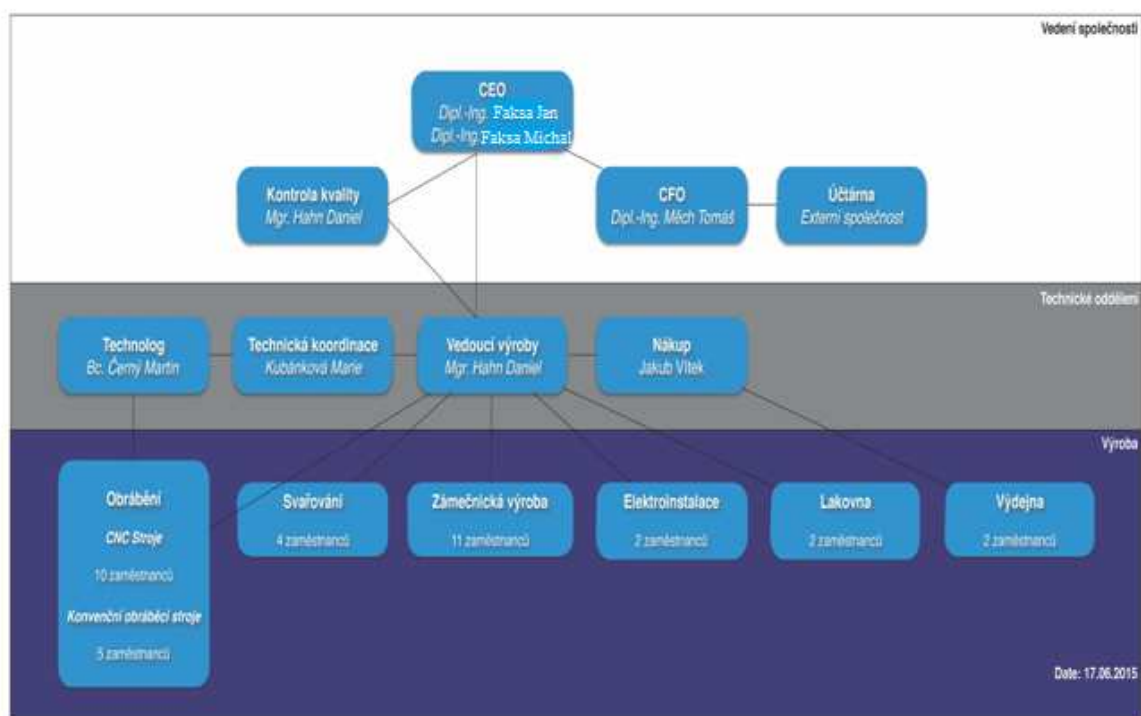 Vedení společnosti
CEO
Dipl.-Ing. Faksa Jan
Dipl.-Ing. Faksa Michal
Kontrola kvality
Mgr. Hahn Daniel
CFO
Dipl.-Ing. Měch Tomáš
Účtárna
Externí společnost
Technické oddělení
Technolog
Bc. Černý Martin
Technická koordinace
Kubánková Marie
Vedoucí výroby
Mgr. Hahn Daniel
Nákup
Jakub Vítek
Výroba
Obrábění
CNC Stroje
10 zaměstnanců
Konvenční obráběcí stroje
5 zaměstnanců
Svařování
4 zaměstnanců
Zámečnická výroba
11 zaměstnanců
Elektroinstalace
2 zaměstnanců
Lakovna
2 zaměstnanců
Výdejna
2 zaměstnanců
Date: 17.06.2015